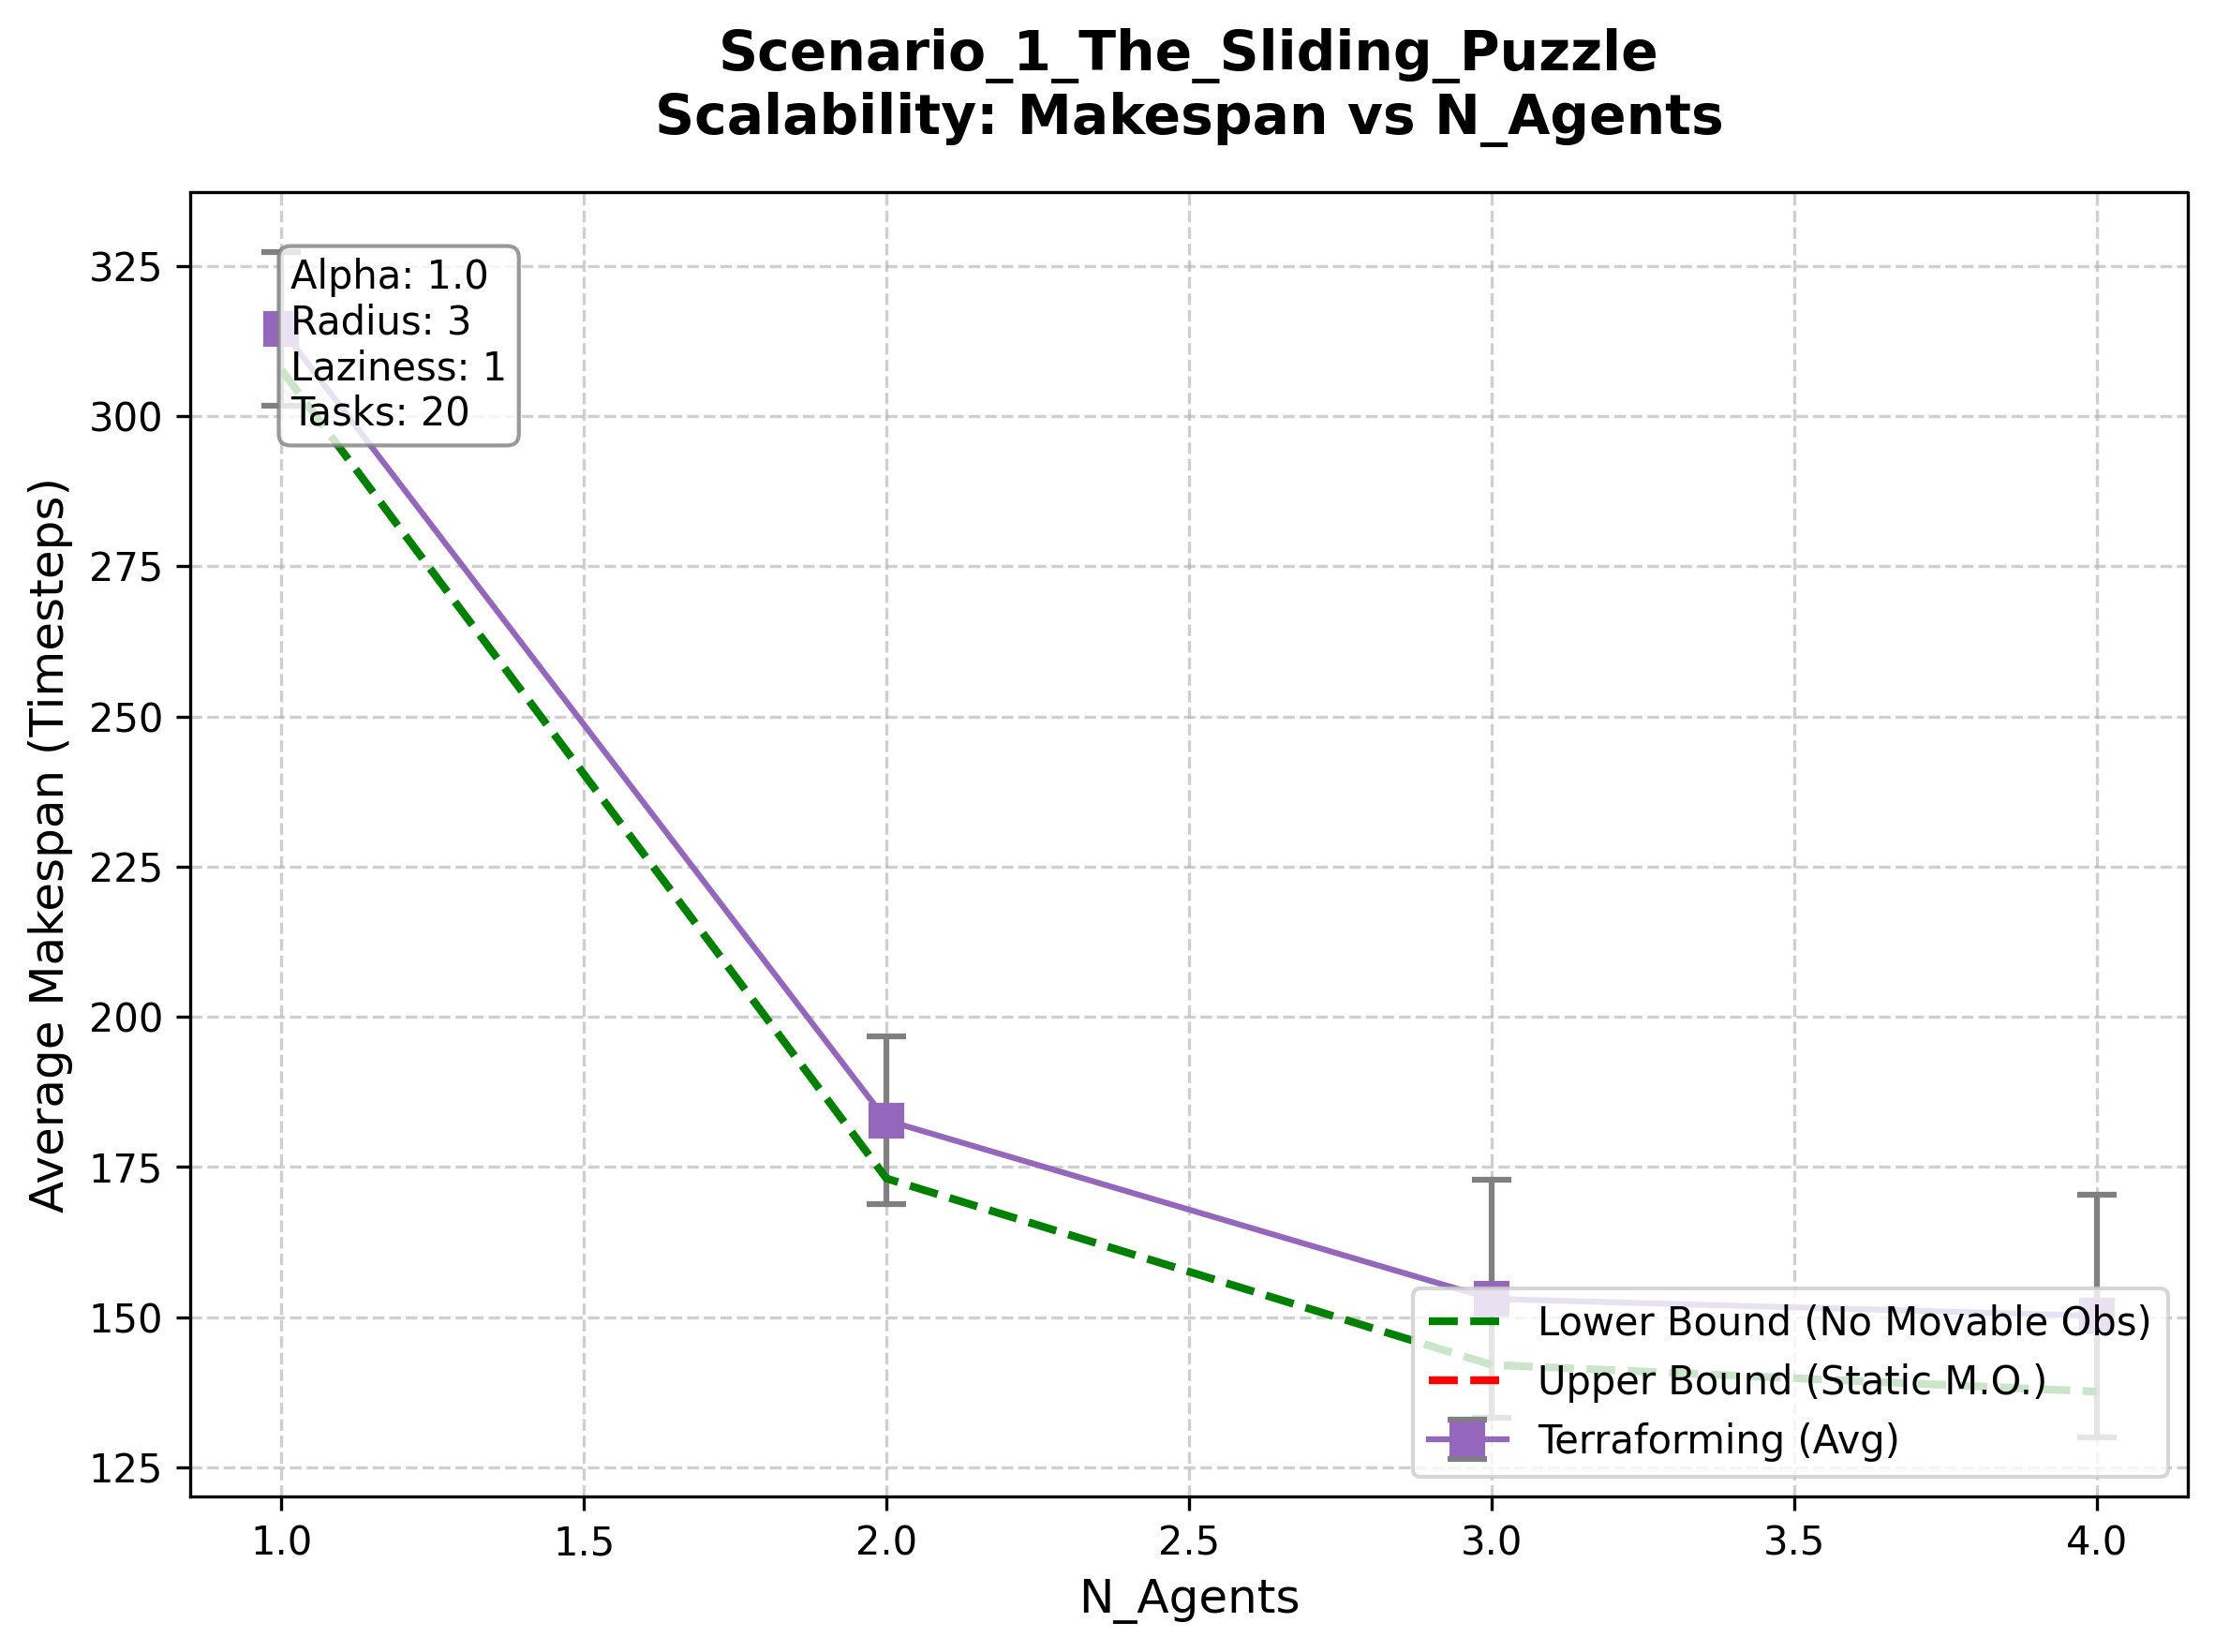 Scenario_1_The_Sliding_Puzzle
Scalability: Makespan vs N_Agents
Average Makespan (Timesteps)
325
300
275
250
225
200
175
150
125
Alpha: 1.0
Radius: 3
Laziness: 1
Tasks: 20
Lower Bound (No Movable Obs)
Upper Bound (Static M.O.)
Terraforming (Avg)
1.0 1.5 2.0 2.5 3.0 3.5 4.0
N_Agents